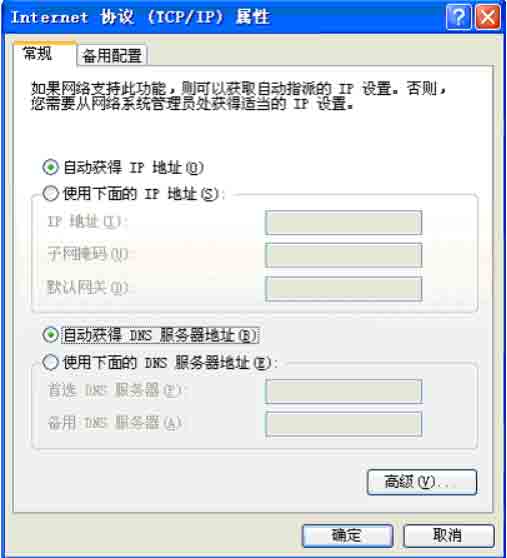 Internet 协议 (TCP/IP) 属性
常规 备用配置
如果网络支持此功能，则可以获取自动指派的 IP 设置。否则，
您需要从网络系统管理员处获得适当的 IP 设置。
自动获得 IP 地址(O)
使用下面的 IP 地址(S):
IP 地址(I):
子网掩码(U):
默认网关(D):
自动获得 DNS 服务器地址(B)
使用下面的 DNS 服务器地址(E):
首选 DNS 服务器(P):
备用 DNS 服务器(A):
高级(V)...
确定 取消